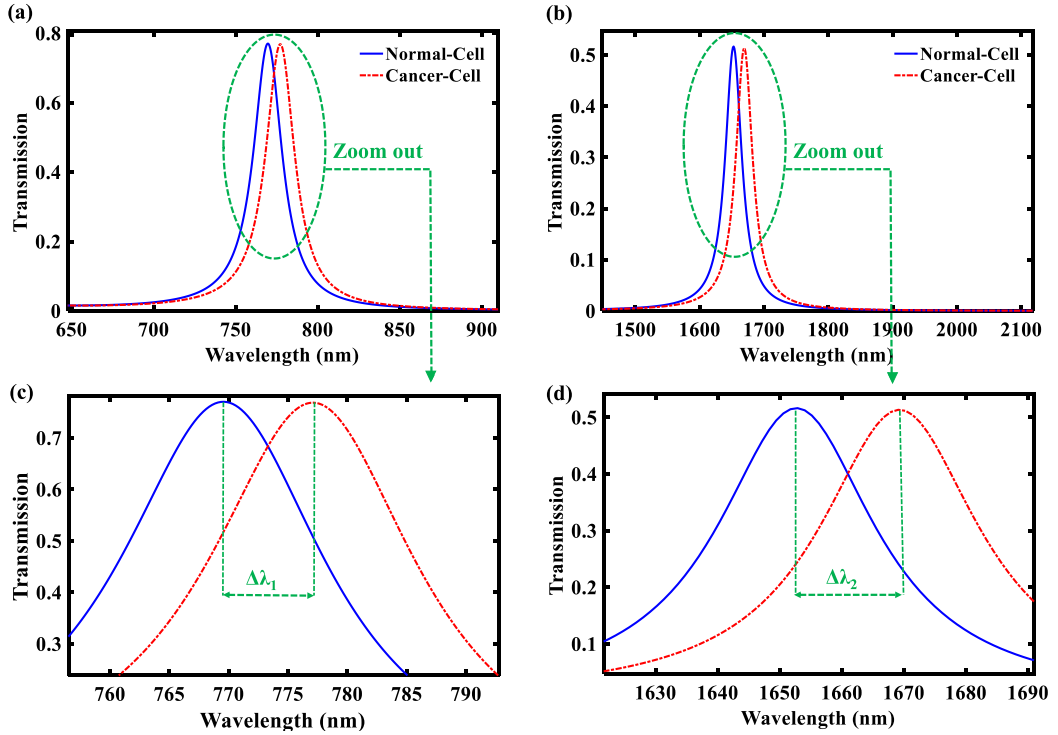 (a)
0.8
0.6
0.4
0.2
0
Transmission
Normal-Cell
Cancer-Cell
Zoom out
650 700 750 800 850 900
Wavelength (nm)
(b)
0.5
0.4
0.3
0.2
0.1
0
Transmission
Normal-Cell
Cancer-Cell
Zoom out
1500 1600 1700 1800 1900 2000 2100
Wavelength (nm)
(c)
0.7
0.6
0.5
0.4
0.3
Transmission
Δλ1
760 765 770 775 780 785 790
Wavelength (nm)
(d)
0.5
0.4
0.3
0.2
0.1
Transmission
Δλ2
1630 1640 1650 1660 1670 1680 1690
Wavelength (nm)